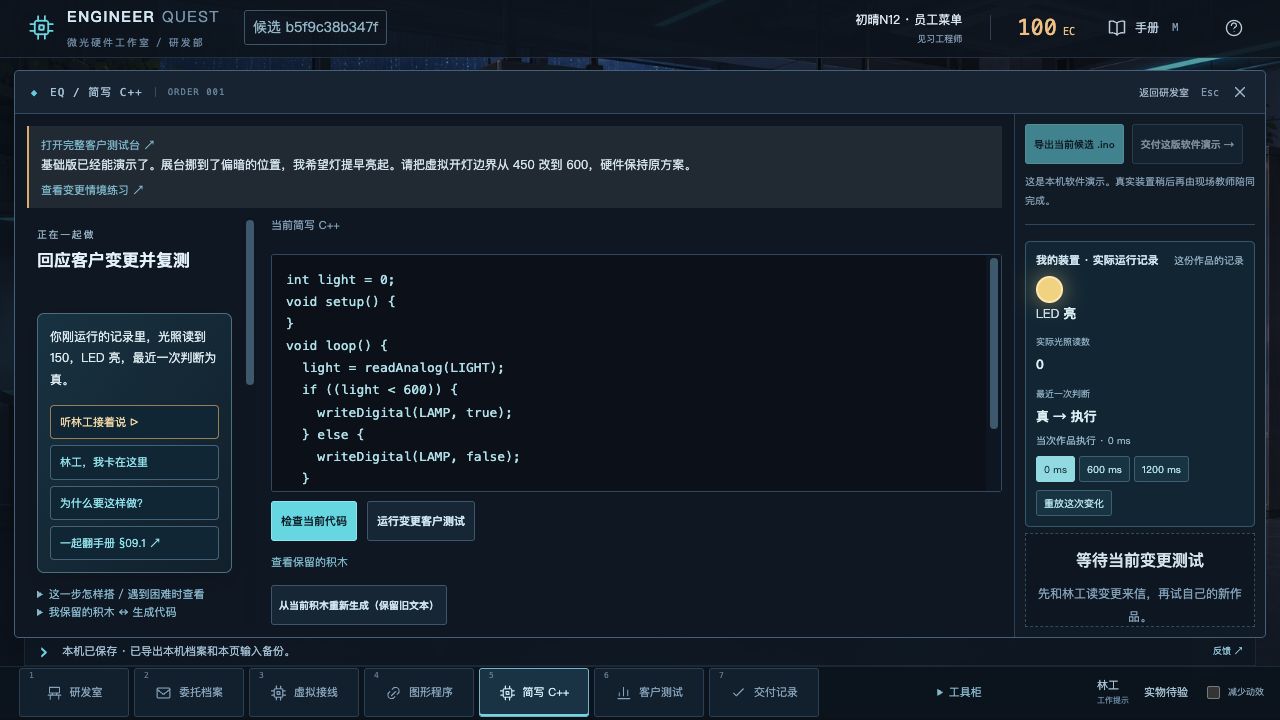 ENGINEER QUEST
微光硬件工作室 / 研发部
候选 b5f9c38b347f
初晴N12 · 员工菜单
见习工程师
100 EC
手册 M
EQ / 简写 C++
ORDER 001
返回研发室 Esc
打开完整客户测试台 ↗
基础版已经能演示了。展台挪到了偏暗的位置，我希望灯提早亮起。请把虚拟开灯边界从 450 改到 600，硬件保持原方案。
查看变更情境练习 ↗
正在一起做
回应客户变更并复测
你刚运行的记录里，光照读到
150，LED 亮，最近一次判断为
真。
听林工接着说 ▷
林工，我卡在这里
为什么要这样做？
一起翻手册 §09.1 ↗
▶ 这一步怎样搭 / 遇到困难时查看
▶ 我保留的积木 ↔ 生成代码
当前简写 C++
int light = 0;
void setup() {
}
void loop() {
  light = readAnalog(LIGHT);
  if ((light < 600)) {
    writeDigital(LAMP, true);
  } else {
    writeDigital(LAMP, false);
  }
检查当前代码
运行变更客户测试
查看保留的积木
从当前积木重新生成（保留旧文本）
导出当前候选 .ino
交付这版软件演示 →
这是本机软件演示。真实装置稍后再由现场教师陪同
完成。
我的装置 · 实际运行记录
这份作品的记录
LED 亮
实际光照读数
0
最近一次判断
真 → 执行
当次作品执行 · 0 ms
0 ms
600 ms
1200 ms
重放这次变化
等待当前变更测试
先和林工读变更来信，再试自己的新作
品。
本机已保存 · 已导出本机档案和本页输入备份。
反馈 ↗
1 研发室
2 委托档案
3 虚拟接线
4 图形程序
5 简写 C++
6 客户测试
7 交付记录
▶ 工具柜
林工
工作提示
实物待验
减少动效